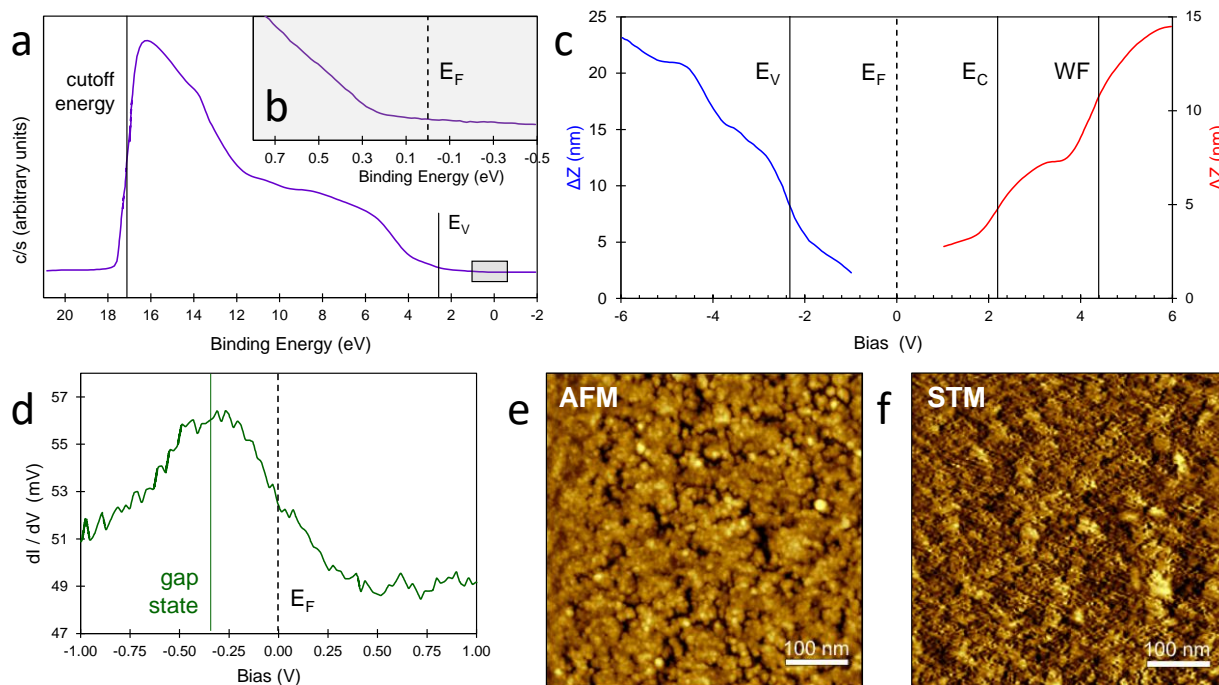 a
cutoff
energy
c/s (arbitrary units)
E_V
20 18 16 14 12 10 8 6 4 2 0 -2
Binding Energy (eV)
b
E_F
0.7 0.5 0.3 0.1 -0.1 -0.3 -0.5
Binding Energy (eV)
c
25
20
15
10
5
0
ΔZ (nm)
E_V E_F E_C WF
15
10
5
0
ΔZ (nm)
-6 -4 -2 0 2 4 6
Bias (V)
d
57
56
53
51
49
47
dI / dV (mV)
gap
state
E_F
-1.00 -0.75 -0.50 -0.25 0.00 0.25 0.50 0.75 1.00
Bias (V)
e
AFM
100 nm
f
STM
100 nm